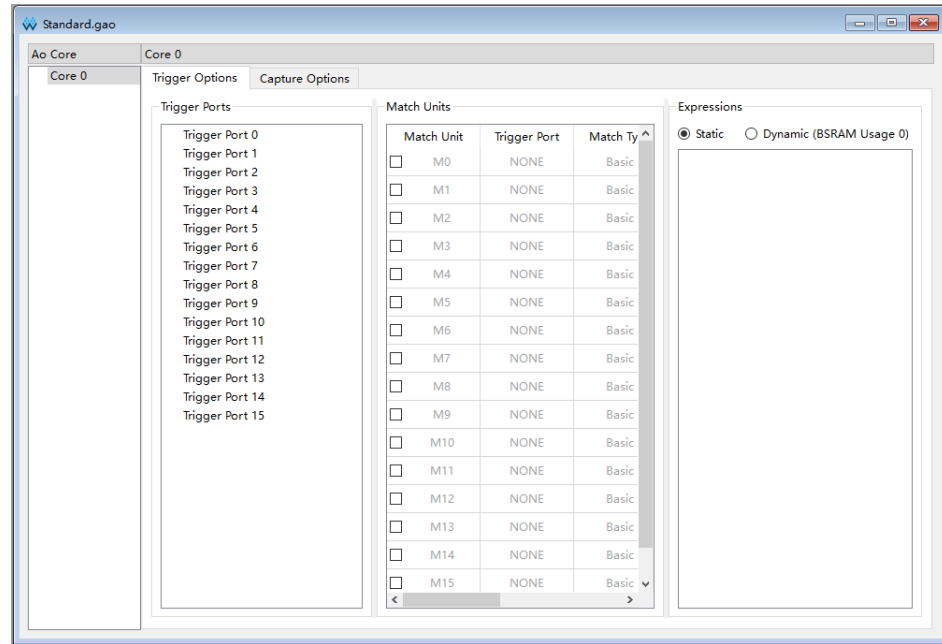 Standard.gao
Ao Core
Core 0
Core 0
Trigger Options
Capture Options
Trigger Ports
Trigger Port 0
Trigger Port 1
Trigger Port 2
Trigger Port 3
Trigger Port 4
Trigger Port 5
Trigger Port 6
Trigger Port 7
Trigger Port 8
Trigger Port 9
Trigger Port 10
Trigger Port 11
Trigger Port 12
Trigger Port 13
Trigger Port 14
Trigger Port 15
Match Units
Match Unit Trigger Port Match Ty
M0 NONE Basic
M1 NONE Basic
M2 NONE Basic
M3 NONE Basic
M4 NONE Basic
M5 NONE Basic
M6 NONE Basic
M7 NONE Basic
M8 NONE Basic
M9 NONE Basic
M10 NONE Basic
M11 NONE Basic
M12 NONE Basic
M13 NONE Basic
M14 NONE Basic
M15 NONE Basic
Expressions
Static Dynamic (BSRAM Usage 0)